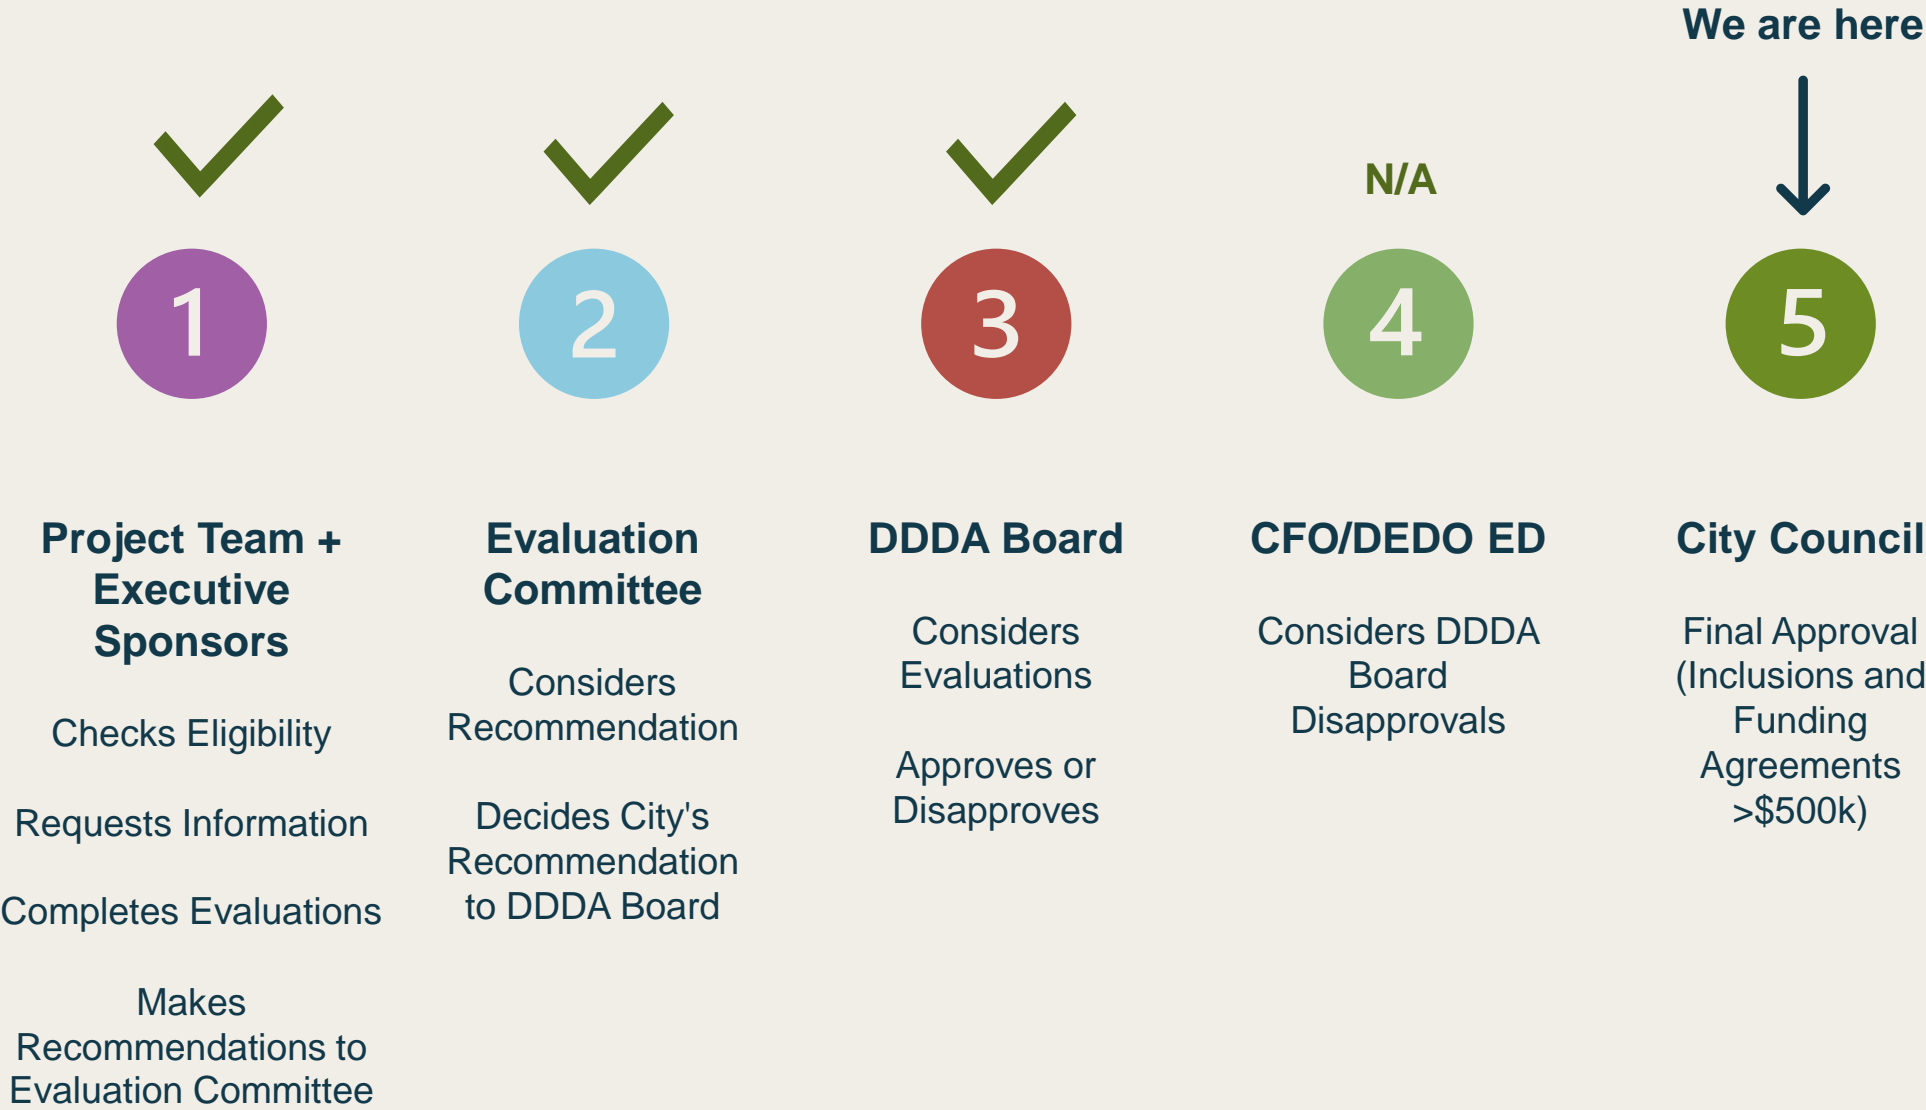 We are here
N/A
1
2
3
4
5
Project Team +
Executive
Sponsors
Checks Eligibility
Requests Information
Completes Evaluations
Makes
Recommendations to
Evaluation Committee
Evaluation
Committee
Considers
Recommendation
Decides City's
Recommendation
to DDDA Board
DDDA Board
Considers
Evaluations
Approves or
Disapproves
CFO/DEDO ED
Considers DDDA
Board
Disapprovals
City Council
Final Approval
(Inclusions and
Funding
Agreements
>$500k)